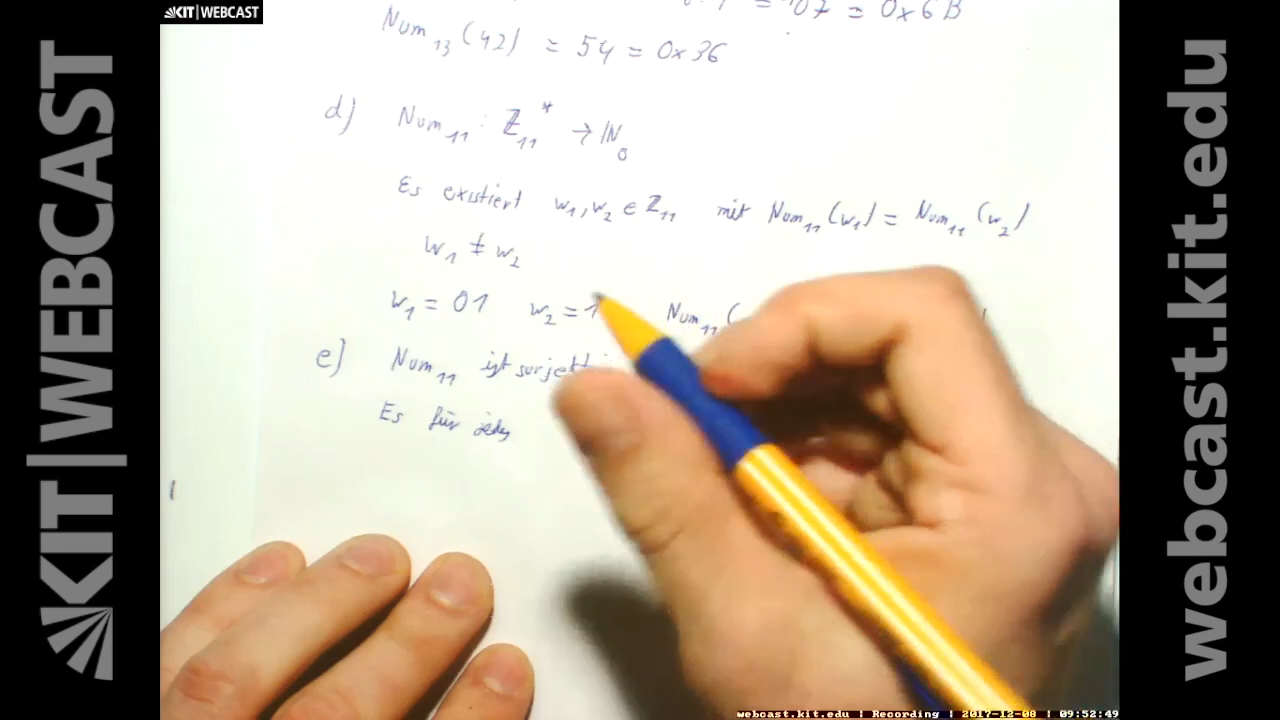 KIT|WEBCAST
= 107 = 0x6B
Num₁₃(42) = 54 = 0x36
d) Num₁₁ : ℤ₁₁* → ℕ₀
Es existiert w₁, w₂ ∈ ℤ₁₁ mit Num₁₁(w₁) = Num₁₁(w₂)
w₁ ≠ w₂
w₁ = 01 w₂ = 1 Num₁₁(
e) Num₁₁ ist
Es für jedes
KIT|WEBCAST
webcast.kit.edu
webcast.kit.edu | Recording | 2017-12-08 | 09:52:49